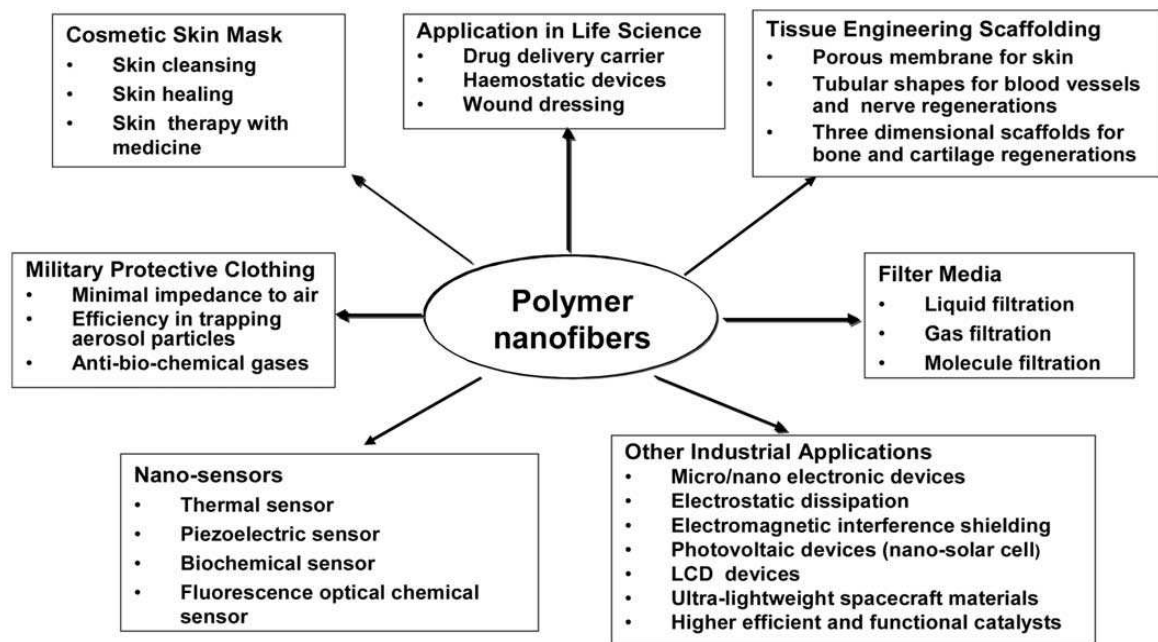 Cosmetic Skin Mask
• Skin cleansing
• Skin healing
• Skin therapy with
medicine
Application in Life Science
• Drug delivery carrier
• Haemostatic devices
• Wound dressing
Tissue Engineering Scaffolding
• Porous membrane for skin
• Tubular shapes for blood vessels
and nerve regenerations
• Three dimensional scaffolds for
bone and cartilage regenerations
Military Protective Clothing
• Minimal impedance to air
• Efficiency in trapping
aerosol particles
• Anti-bio-chemical gases
Polymer
nanofibers
Filter Media
• Liquid filtration
• Gas filtration
• Molecule filtration
Nano-sensors
• Thermal sensor
• Piezoelectric sensor
• Biochemical sensor
• Fluorescence optical chemical
sensor
Other Industrial Applications
• Micro/nano electronic devices
• Electrostatic dissipation
• Electromagnetic interference shielding
• Photovoltaic devices (nano-solar cell)
• LCD devices
• Ultra-lightweight spacecraft materials
• Higher efficient and functional catalysts